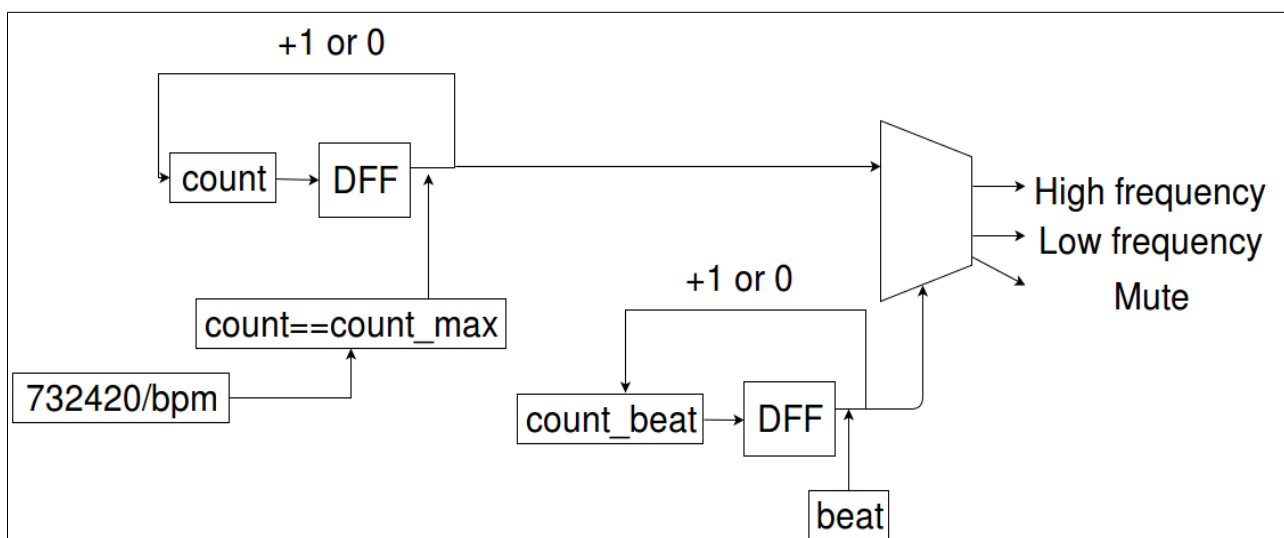 +1 or 0
count
DFF
High frequency
Low frequency
Mute
+1 or 0
count==count_max
732420/bpm
count_beat
DFF
beat